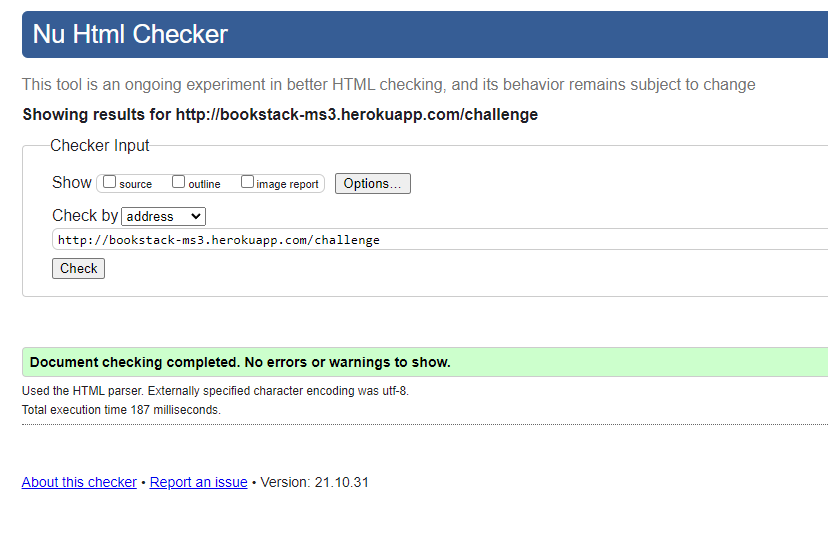 Nu Html Checker
This tool is an ongoing experiment in better HTML checking, and its behavior remains subject to change
Showing results for http://bookstack-ms3.herokuapp.com/challenge
Checker Input
Show source outline image report Options...
Check by address
http://bookstack-ms3.herokuapp.com/challenge
Check
Document checking completed. No errors or warnings to show.
Used the HTML parser. Externally specified character encoding was utf-8.
Total execution time 187 milliseconds.
About this checker • Report an issue • Version: 21.10.31